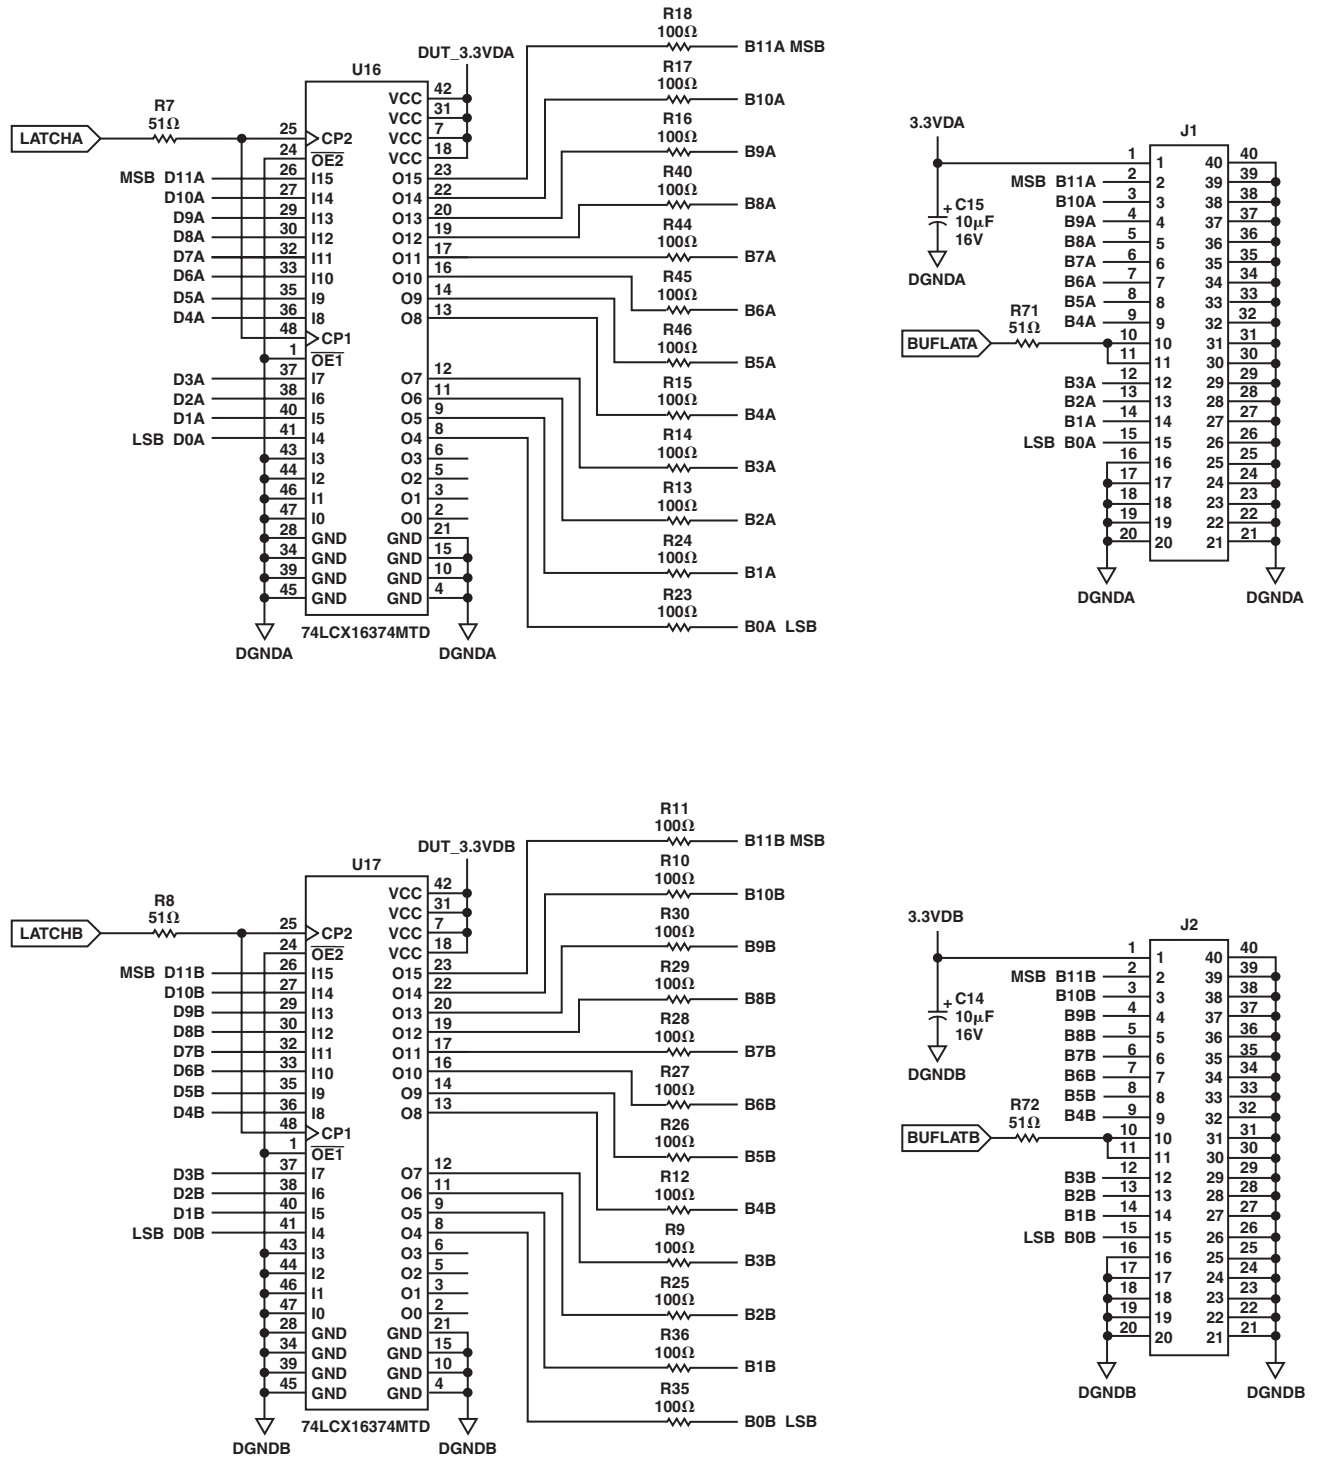 DUT_3.3VDA
U16
R7
51Ω
LATCHA
MSB D11A
D10A
D9A
D8A
D7A
D6A
D5A
D4A
D3A
D2A
D1A
LSB D0A
25 CP2
24 OE2
26 I15
27 I14
29 I13
30 I12
32 I11
33 I10
35 I9
36 I8
48 CP1
1 OE1
37 I7
38 I6
40 I5
41 I4
43 I3
44 I2
46 I1
47 I0
28 GND
34 GND
39 GND
45 GND
VCC 42
VCC 31
VCC 7
VCC 18
O15 23
O14 22
O13 20
O12 19
O11 17
O10 16
O9 14
O8 13
O7 12
O6 11
O5 9
O4 8
O3 6
O2 5
O1 3
O0 2
GND 21
GND 15
GND 10
GND 4
74LCX16374MTD
DGNDA
DGNDA
R18
100Ω
B11A MSB
R17
100Ω
B10A
R16
100Ω
B9A
R40
100Ω
B8A
R44
100Ω
B7A
R45
100Ω
B6A
R46
100Ω
B5A
R15
100Ω
B4A
R14
100Ω
B3A
R13
100Ω
B2A
R24
100Ω
B1A
R23
100Ω
B0A LSB
3.3VDA
+ C15
10μF
16V
DGNDA
R71
51Ω
BUFLATA
J1
MSB B11A
B10A
B9A
B8A
B7A
B6A
B5A
B4A
B3A
B2A
B1A
LSB B0A
1 1 40 40
2 2 39 39
3 3 38 38
4 4 37 37
5 5 36 36
6 6 35 35
7 7 34 34
8 8 33 33
9 9 32 32
10 10 31 31
11 11 30 30
12 12 29 29
13 13 28 28
14 14 27 27
15 15 26 26
16 16 25 25
17 17 24 24
18 18 23 23
19 19 22 22
20 20 21 21
DGNDA
DGNDA
DUT_3.3VDB
U17
R8
51Ω
LATCHB
MSB D11B
D10B
D9B
D8B
D7B
D6B
D5B
D4B
D3B
D2B
D1B
LSB D0B
25 CP2
24 OE2
26 I15
27 I14
29 I13
30 I12
32 I11
33 I10
35 I9
36 I8
48 CP1
1 OE1
37 I7
38 I6
40 I5
41 I4
43 I3
44 I2
46 I1
47 I0
28 GND
34 GND
39 GND
45 GND
VCC 42
VCC 31
VCC 7
VCC 18
O15 23
O14 22
O13 20
O12 19
O11 17
O10 16
O9 14
O8 13
O7 12
O6 11
O5 9
O4 8
O3 6
O2 5
O1 3
O0 2
GND 21
GND 15
GND 10
GND 4
74LCX16374MTD
DGNDB
DGNDB
R11
100Ω
B11B MSB
R10
100Ω
B10B
R30
100Ω
B9B
R29
100Ω
B8B
R28
100Ω
B7B
R27
100Ω
B6B
R26
100Ω
B5B
R12
100Ω
B4B
R9
100Ω
B3B
R25
100Ω
B2B
R36
100Ω
B1B
R35
100Ω
B0B LSB
3.3VDB
+ C14
10μF
16V
DGNDB
R72
51Ω
BUFLATB
J2
MSB B11B
B10B
B9B
B8B
B7B
B6B
B5B
B4B
B3B
B2B
B1B
LSB B0B
1 1 40 40
2 2 39 39
3 3 38 38
4 4 37 37
5 5 36 36
6 6 35 35
7 7 34 34
8 8 33 33
9 9 32 32
10 10 31 31
11 11 30 30
12 12 29 29
13 13 28 28
14 14 27 27
15 15 26 26
16 16 25 25
17 17 24 24
18 18 23 23
19 19 22 22
20 20 21 21
DGNDB
DGNDB